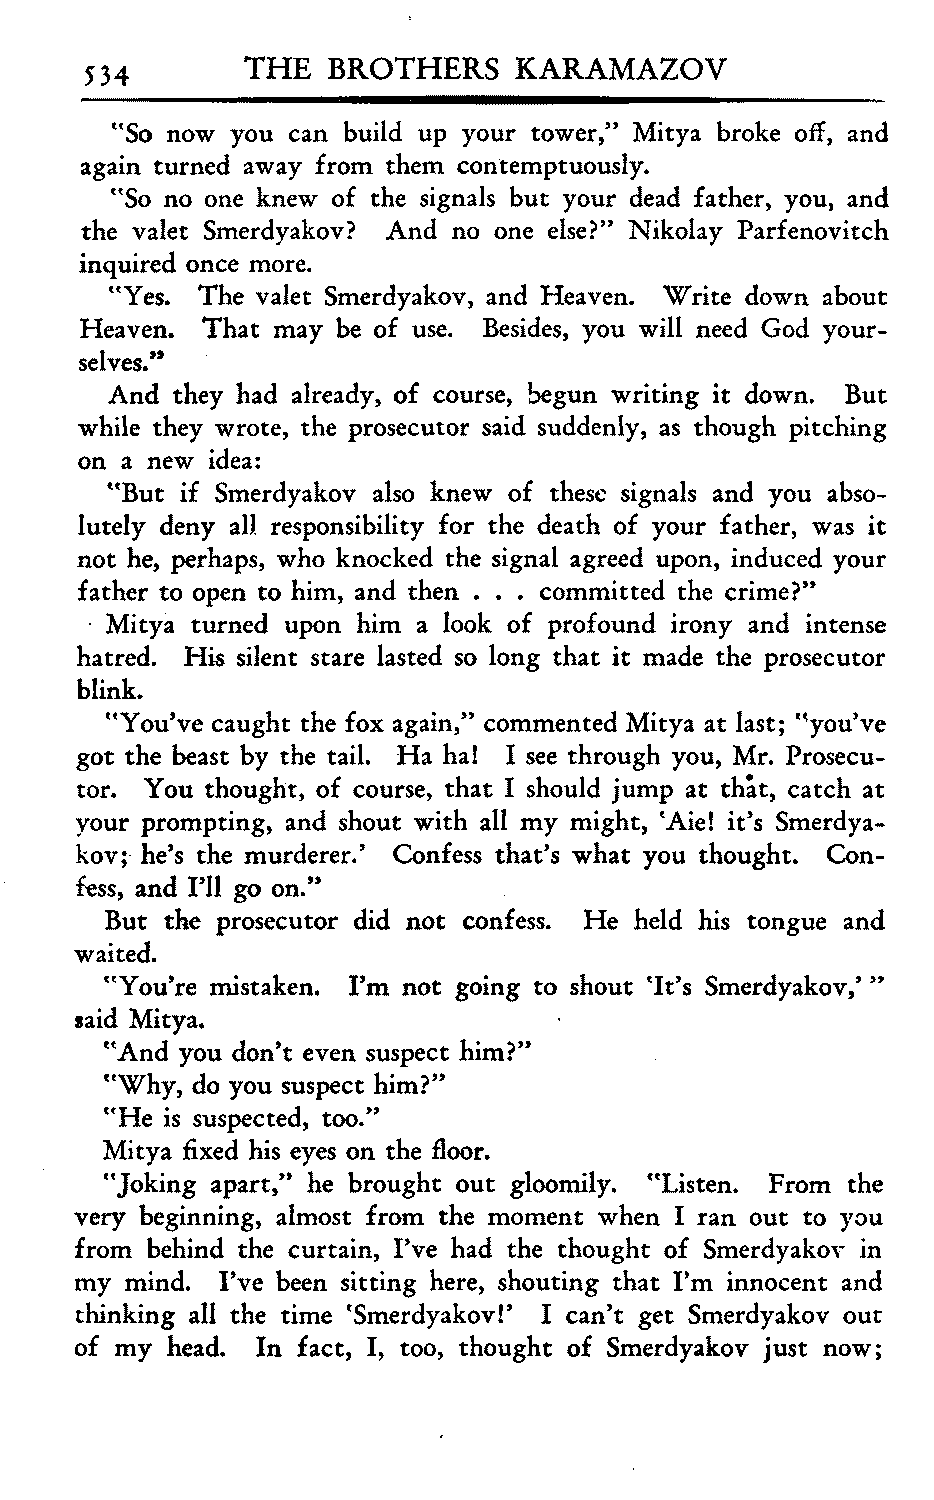 534 THE BROTHERS KARAMAZOV
"So now you can build up your tower," Mitya broke off, and
again turned away from them contemptuously.
"So no one knew of the signals but your dead father, you, and
the valet Smerdyakov? And no one else?" Nikolay Parfenovitch
inquired once more.
"Yes. The valet Smerdyakov, and Heaven. Write down about
Heaven. That may be of use. Besides, you will need God your-
selves."
And they had already, of course, begun writing it down. But
while they wrote, the prosecutor said suddenly, as though pitching
on a new idea:
"But if Smerdyakov also knew of these signals and you abso-
lutely deny all responsibility for the death of your father, was it
not he, perhaps, who knocked the signal agreed upon, induced your
father to open to him, and then . . . committed the crime?"
Mitya turned upon him a look of profound irony and intense
hatred. His silent stare lasted so long that it made the prosecutor
blink.
"You've caught the fox again," commented Mitya at last; "you've
got the beast by the tail. Ha ha! I see through you, Mr. Prosecu-
tor. You thought, of course, that I should jump at that, catch at
your prompting, and shout with all my might, 'Aie! it's Smerdya-
kov; he's the murderer.' Confess that's what you thought. Con-
fess, and I'll go on."
But the prosecutor did not confess. He held his tongue and
waited.
"You're mistaken. I'm not going to shout 'It's Smerdyakov,' "
said Mitya.
"And you don't even suspect him?"
"Why, do you suspect him?"
"He is suspected, too."
Mitya fixed his eyes on the floor.
"Joking apart," he brought out gloomily. "Listen. From the
very beginning, almost from the moment when I ran out to you
from behind the curtain, I've had the thought of Smerdyakov in
my mind. I've been sitting here, shouting that I'm innocent and
thinking all the time 'Smerdyakov!' I can't get Smerdyakov out
of my head. In fact, I, too, thought of Smerdyakov just now;